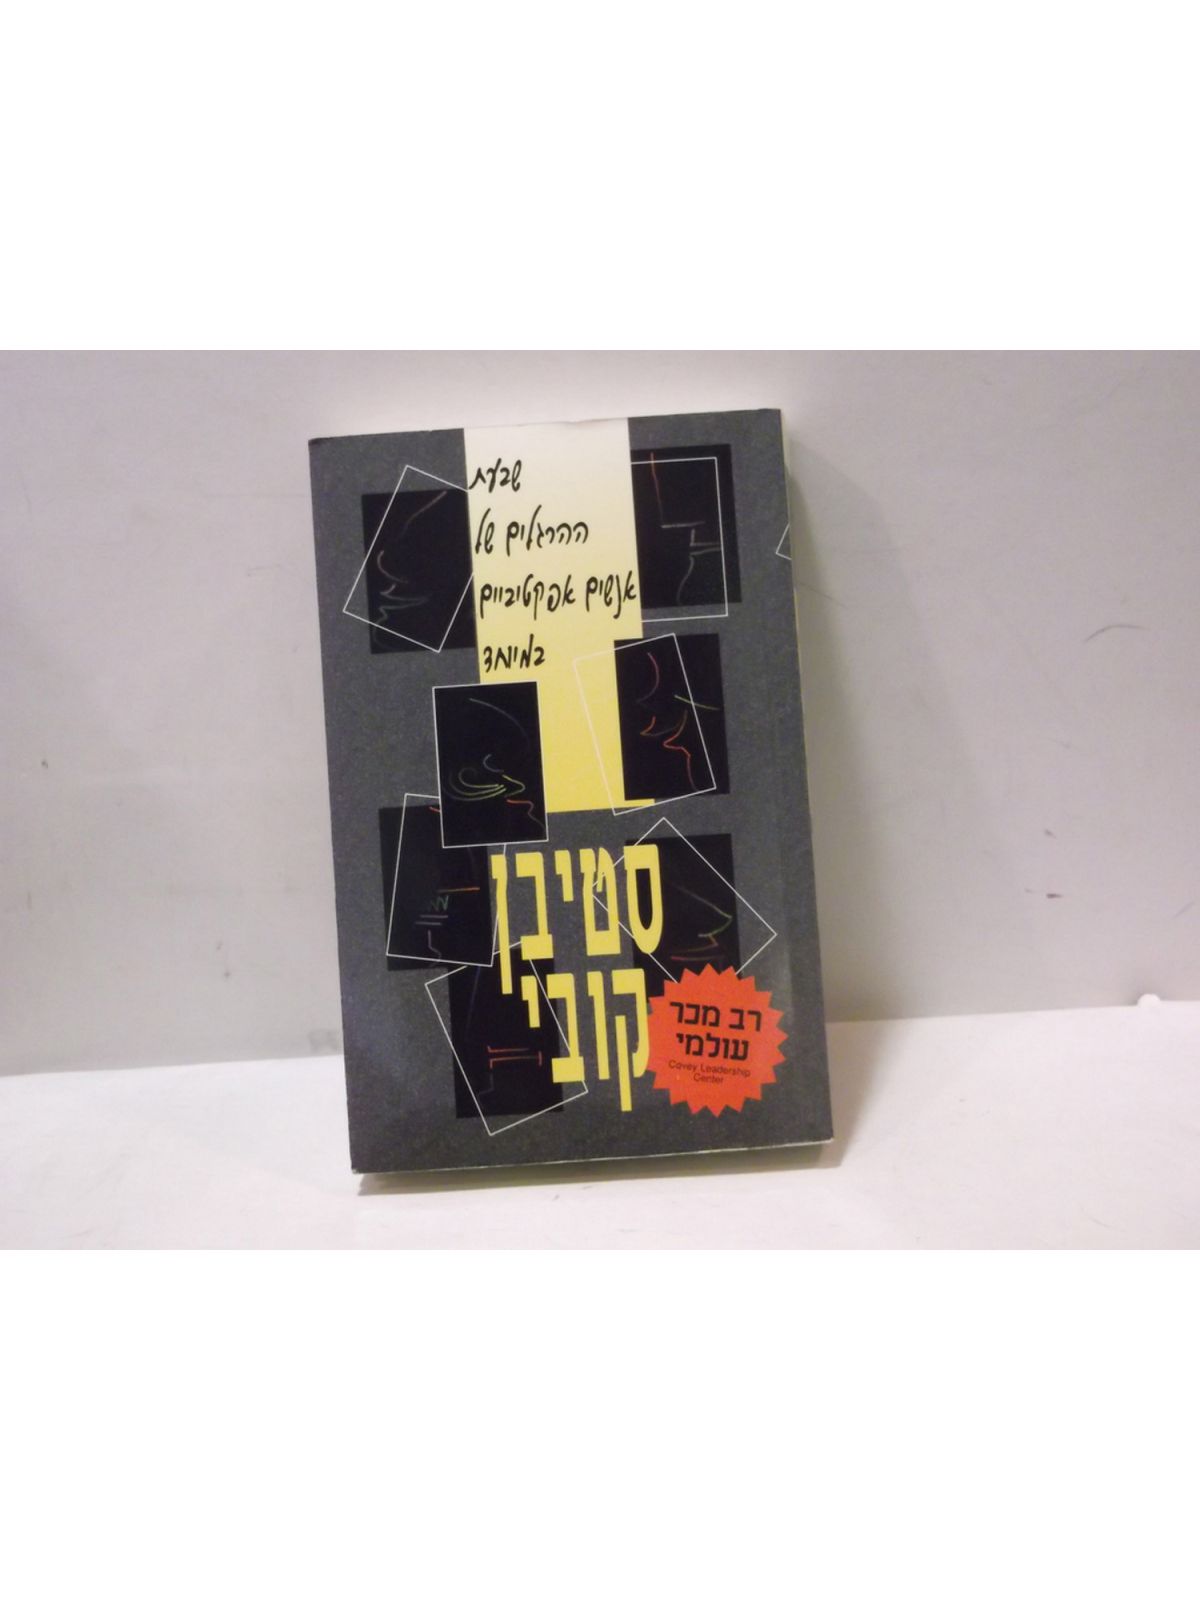 שבעת
ההרגלים של
אנשים אפקטיביים
במיוחד
סטיבן
קובי
רב מכר
עולמי
Covey Leadership
Center